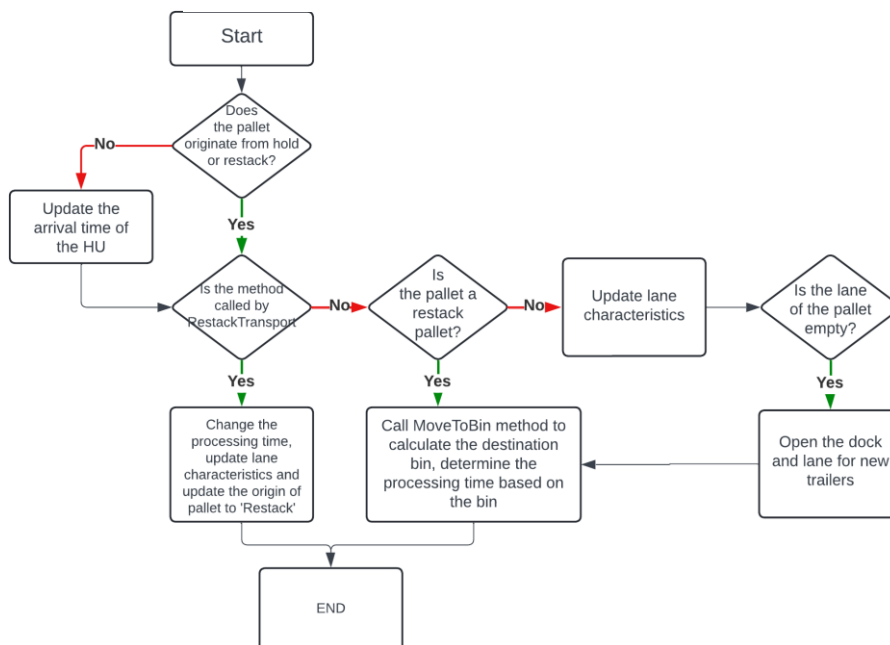 Start
Does
the pallet
originate from hold
or restack?
No
Yes
Update the
arrival time of
the HU
Is the method
called by
RestackTransport
No
Is
the pallet a
restack
pallet?
No
Update lane
characteristics
Is the lane
of the pallet
empty?
Yes
Yes
Yes
Change the
processing time,
update lane
characteristics and
update the origin of
pallet to 'Restack'
Call MoveToBin method to
calculate the destination
bin, determine the
processing time based on
the bin
Open the dock
and lane for new
trailers
END